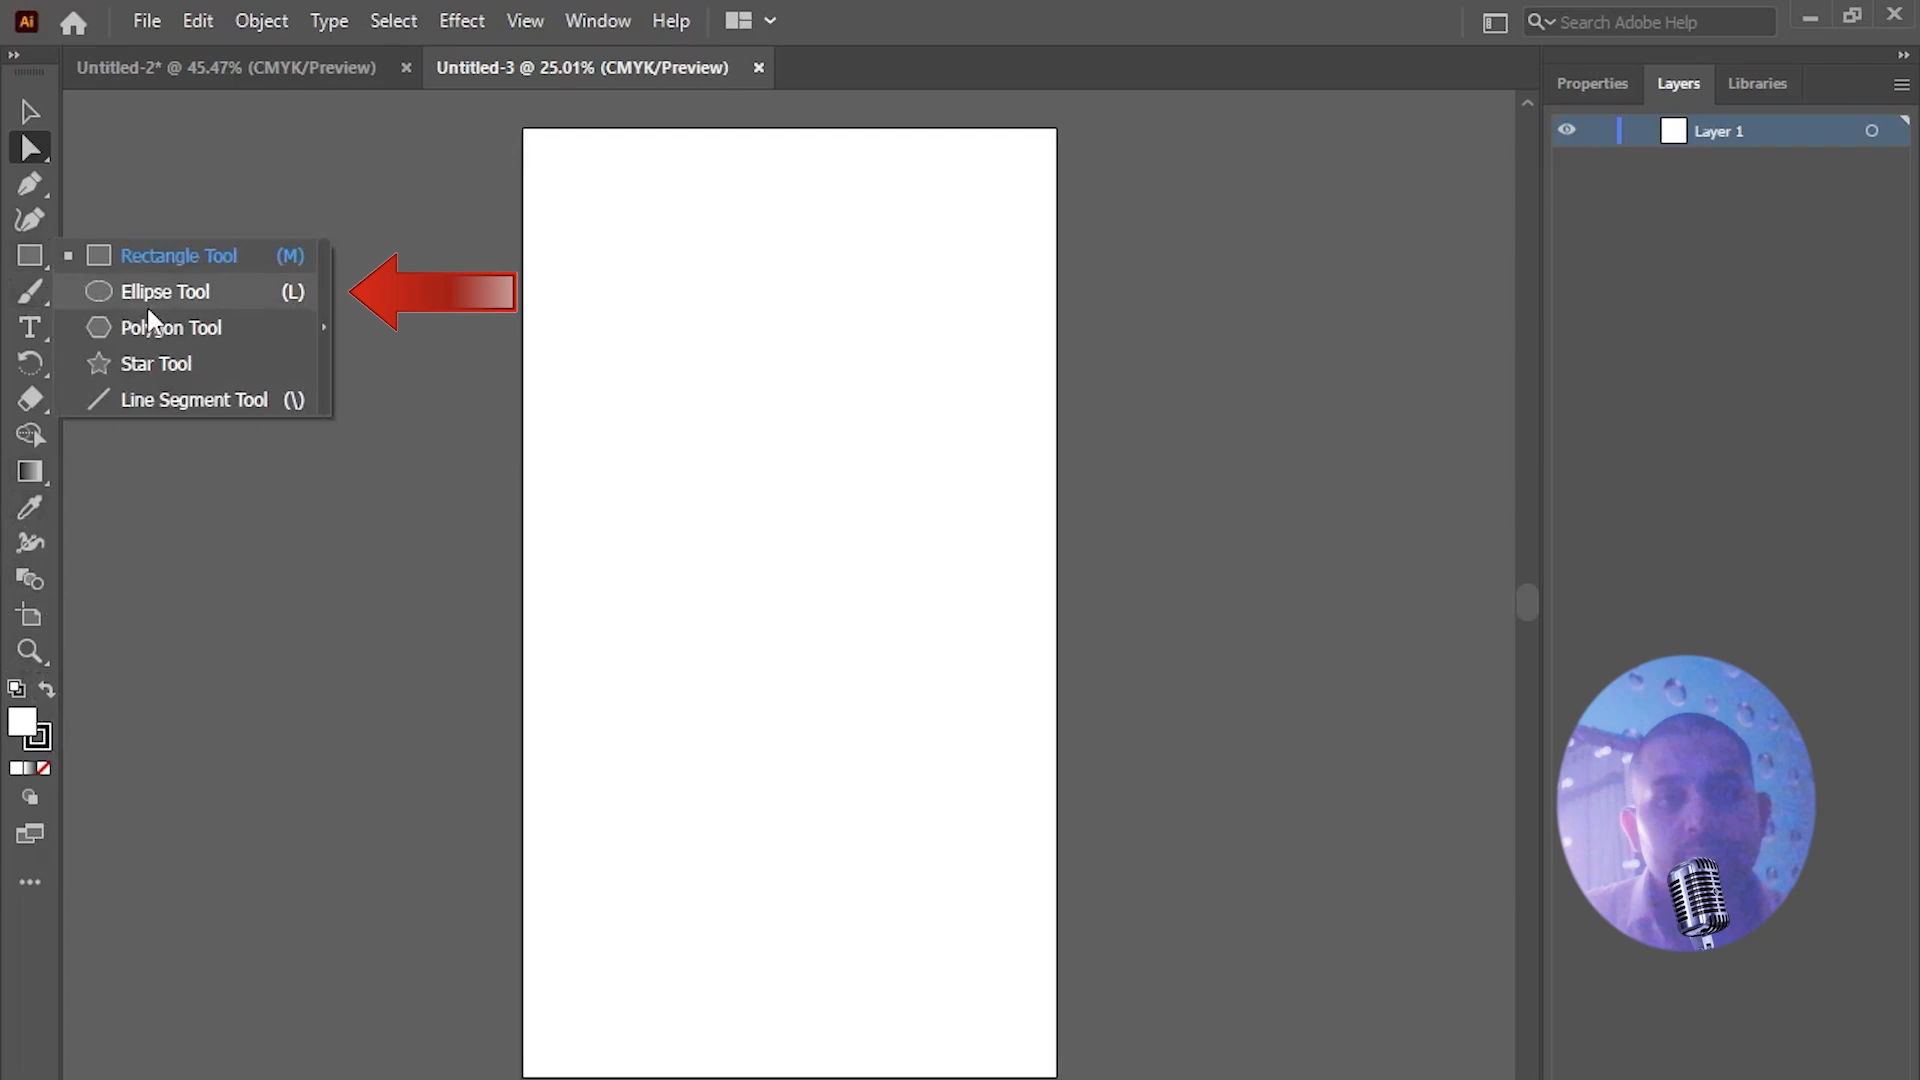 Ai File Edit Object Type Select Effect View Window Help Search Adobe Help
Untitled-2* @ 45.47% (CMYK/Preview) Untitled-3 @ 25.01% (CMYK/Preview)
Properties Layers Libraries
Layer 1
Rectangle Tool (M)
Ellipse Tool (L)
Polygon Tool
Star Tool
Line Segment Tool (\)